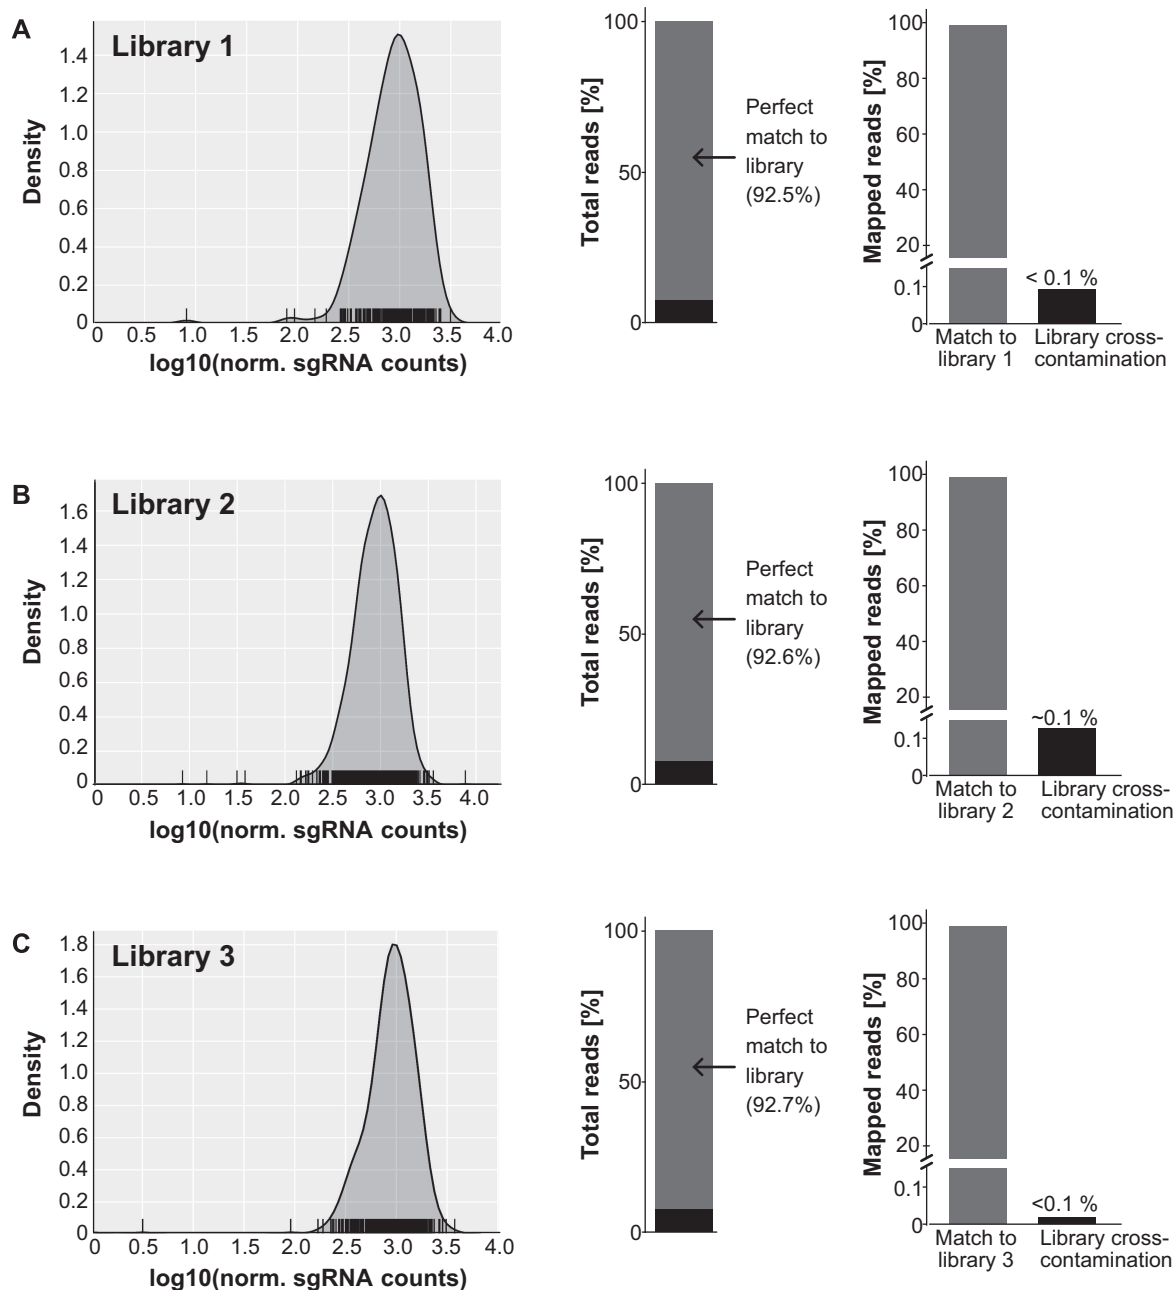 A
Library 1
Density
1.4
1.2
1.0
0.8
0.6
0.4
0.2
0
0 0.5 1.0 1.5 2.0 2.5 3.0 3.5 4.0
log10(norm. sgRNA counts)
Total reads [%]
100
50
0
Perfect
match to
library
(92.5%)
Mapped reads [%]
100
80
60
40
20
0.1
0
< 0.1 %
Match to
library 1
Library cross-
contamination
B
Library 2
Density
1.6
1.4
1.2
1.0
0.8
0.6
0.4
0.2
0
0 0.5 1.0 1.5 2.0 2.5 3.0 3.5 4.0
log10(norm. sgRNA counts)
Total reads [%]
100
50
0
Perfect
match to
library
(92.6%)
Mapped reads [%]
100
80
60
40
20
0.1
0
~0.1 %
Match to
library 2
Library cross-
contamination
C
Library 3
Density
1.8
1.6
1.4
1.2
1.0
0.8
0.6
0.4
0.2
0
0 0.5 1.0 1.5 2.0 2.5 3.0 3.5 4.0
log10(norm. sgRNA counts)
Total reads [%]
100
50
0
Perfect
match to
library
(92.7%)
Mapped reads [%]
100
80
60
40
20
0.1
0
<0.1 %
Match to
library 3
Library cross-
contamination